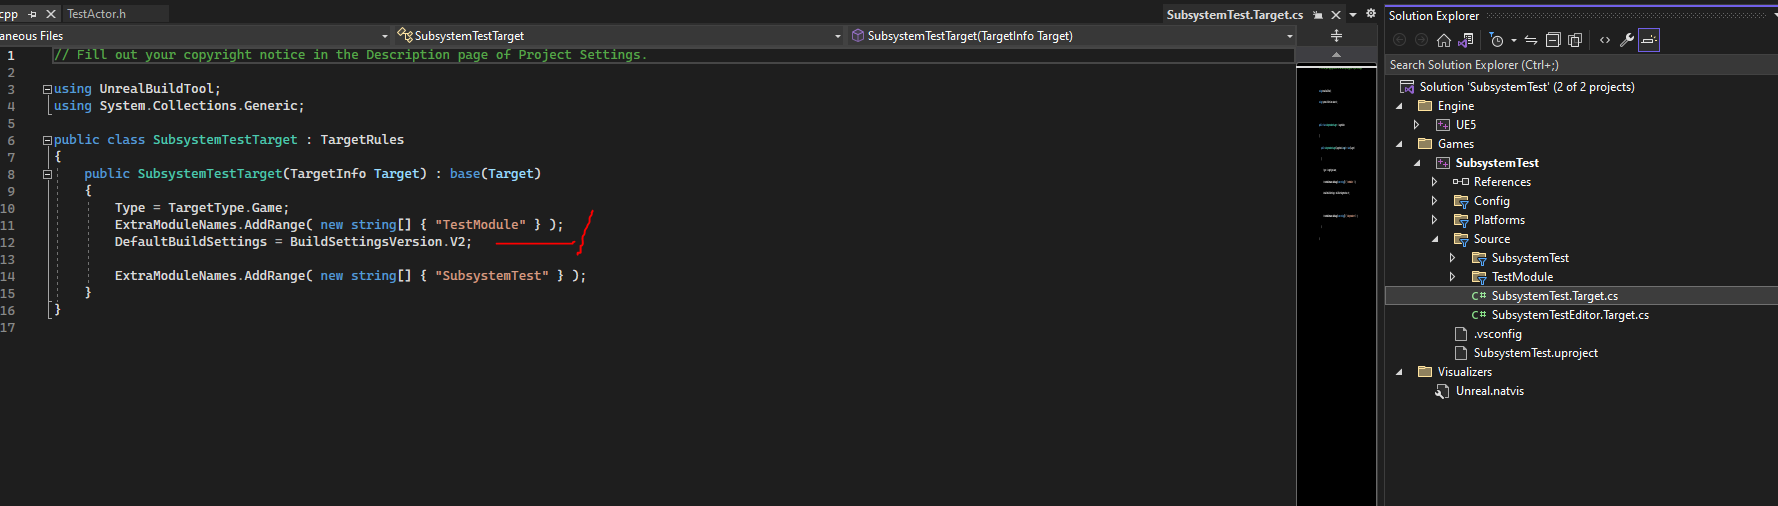 cpp
TestActor.h
SubsystemTest.Target.cs
aneous Files
SubsystemTestTarget
SubsystemTestTarget(TargetInfo Target)
1 // Fill out your copyright notice in the Description page of Project Settings.
2
3 using UnrealBuildTool;
4 using System.Collections.Generic;
5
6 public class SubsystemTestTarget : TargetRules
7 {
8 public SubsystemTestTarget(TargetInfo Target) : base(Target)
9 {
10 Type = TargetType.Game;
11 ExtraModuleNames.AddRange( new string[] { "TestModule" } );
12 DefaultBuildSettings = BuildSettingsVersion.V2;
13
14 ExtraModuleNames.AddRange( new string[] { "SubsystemTest" } );
15 }
16 }
17
Solution Explorer
Search Solution Explorer (Ctrl+;)
Solution 'SubsystemTest' (2 of 2 projects)
Engine
UE5
Games
SubsystemTest
References
Config
Platforms
Source
SubsystemTest
TestModule
C# SubsystemTest.Target.cs
C# SubsystemTestEditor.Target.cs
.vsconfig
SubsystemTest.uproject
Visualizers
Unreal.natvis